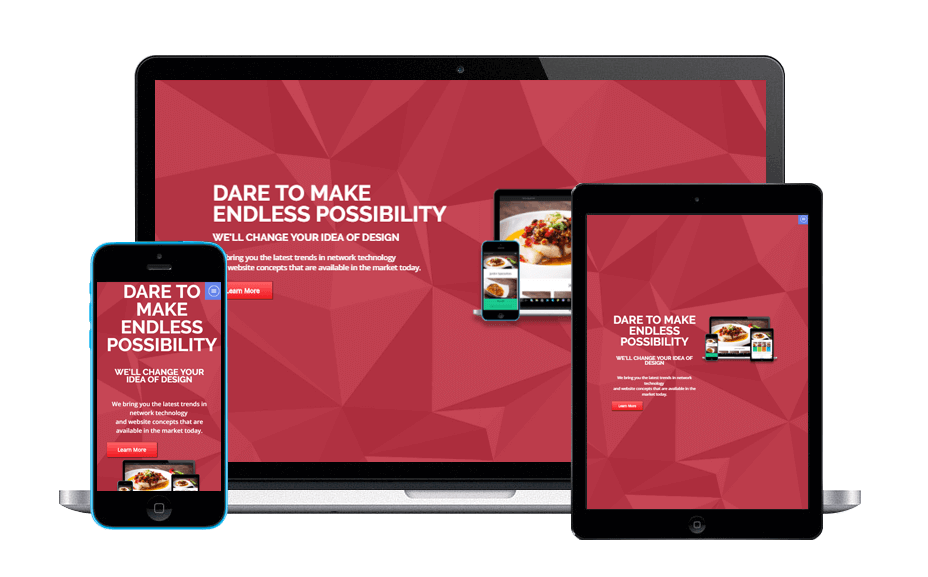 DARE TO MAKE
ENDLESS POSSIBILITY
WE'LL CHANGE YOUR IDEA OF DESIGN
bring you the latest trends in network technology
website concepts that are available in the market today.
Learn More
DARE TO
MAKE
ENDLESS
POSSIBILITY
WE'LL CHANGE YOUR
IDEA OF DESIGN
We bring you the latest trends in
network technology
and website concepts that are
available in the market today.
Learn More
DARE TO MAKE
ENDLESS
POSSIBILITY
WE'LL CHANGE YOUR IDEA OF
DESIGN
We bring you the latest trends in network
technology
and website concepts that are available in the
market today.
Learn More